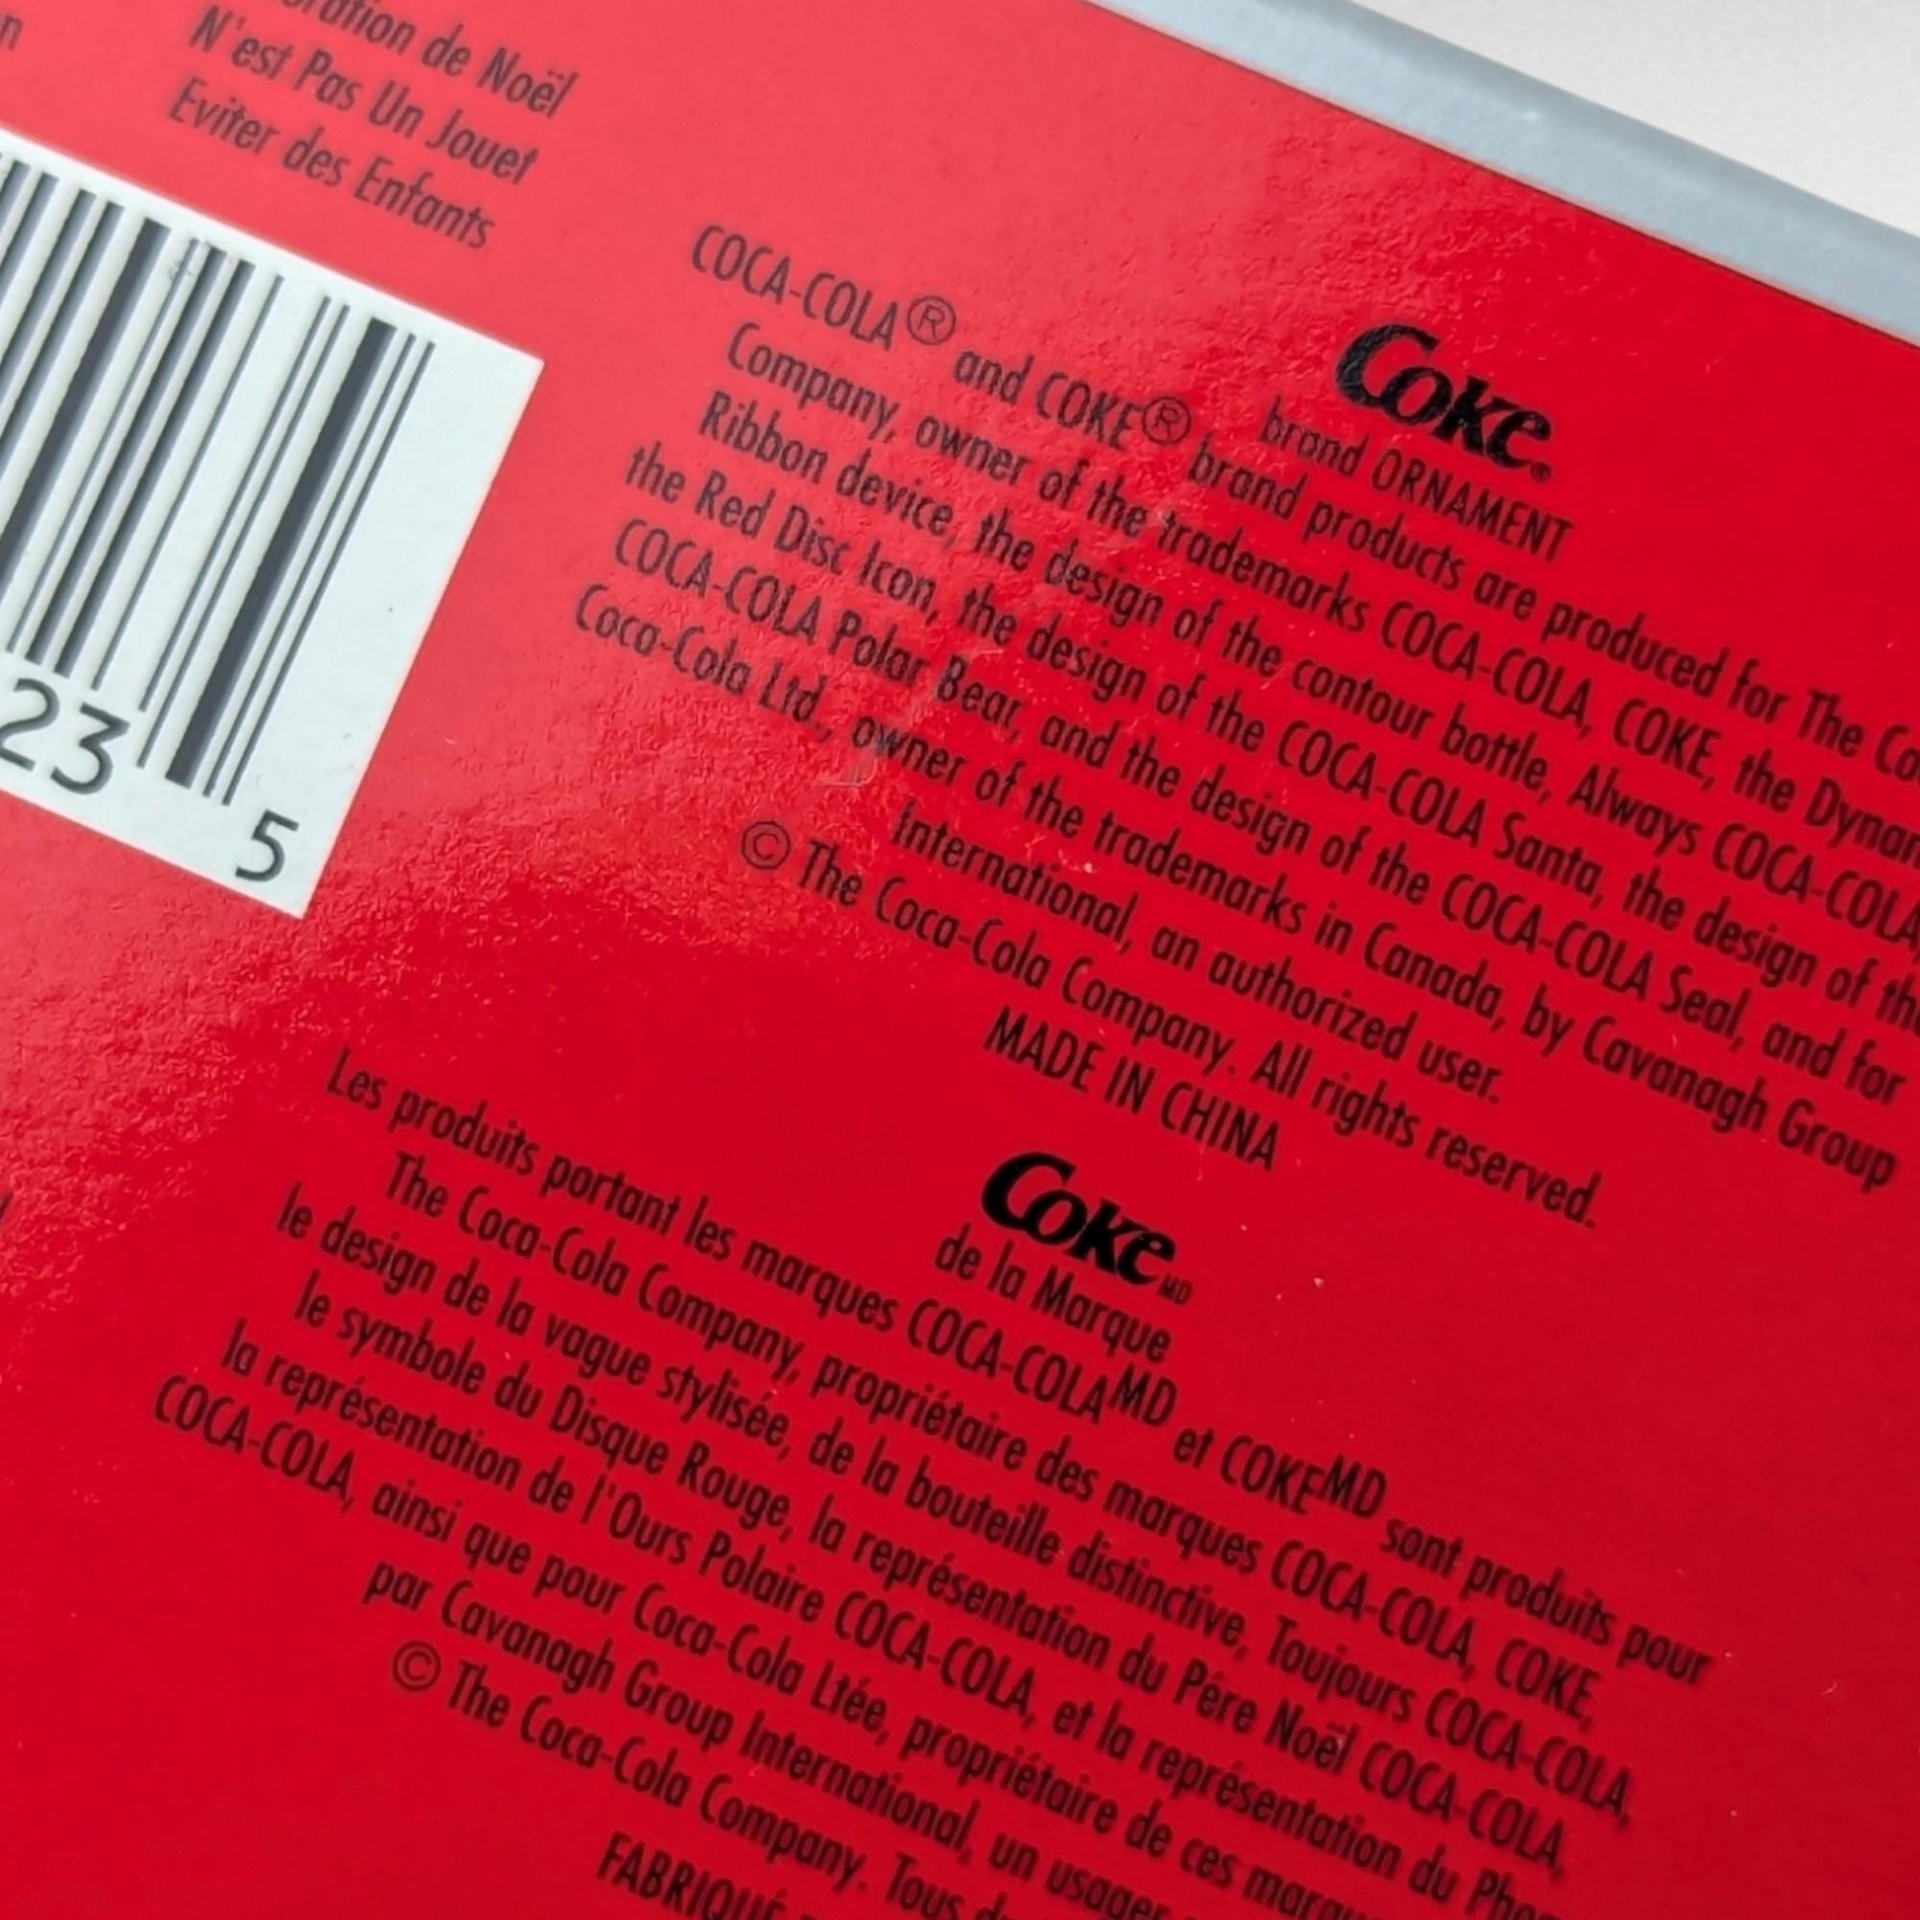 n
oration de Noël
N'est Pas Un Jouet
Eviter des Enfants
23
5
Coke®
brand ORNAMENT
COCA-COLA® and COKE® brand products are produced for The Co
Company, owner of the trademarks COCA-COLA, COKE, the Dynam
Ribbon device, the design of the contour bottle, Always COCA-COLA,
the Red Disc Icon, the design of the COCA-COLA Santa, the design of the
COCA-COLA Polar Bear, and the design of the COCA-COLA Seal, and for
Coca-Cola Ltd., owner of the trademarks in Canada, by Cavanagh Group
International, an authorized user.
© The Coca-Cola Company. All rights reserved.
MADE IN CHINA
Coke MD
de la Marque
Les produits portant les marques COCA-COLA MD et COKE MD sont produits pour
The Coca-Cola Company, propriétaire des marques COCA-COLA, COKE,
le design de la vague stylisée, de la bouteille distinctive, Toujours COCA-COLA,
le symbole du Disque Rouge, la représentation du Père Noël COCA-COLA,
la représentation de l'Ours Polaire COCA-COLA, et la représentation du Phoq
COCA-COLA, ainsi que pour Coca-Cola Ltée, propriétaire de ces marqu
par Cavanagh Group International, un usager
© The Coca-Cola Company. Tous d
FABRIQUÉ